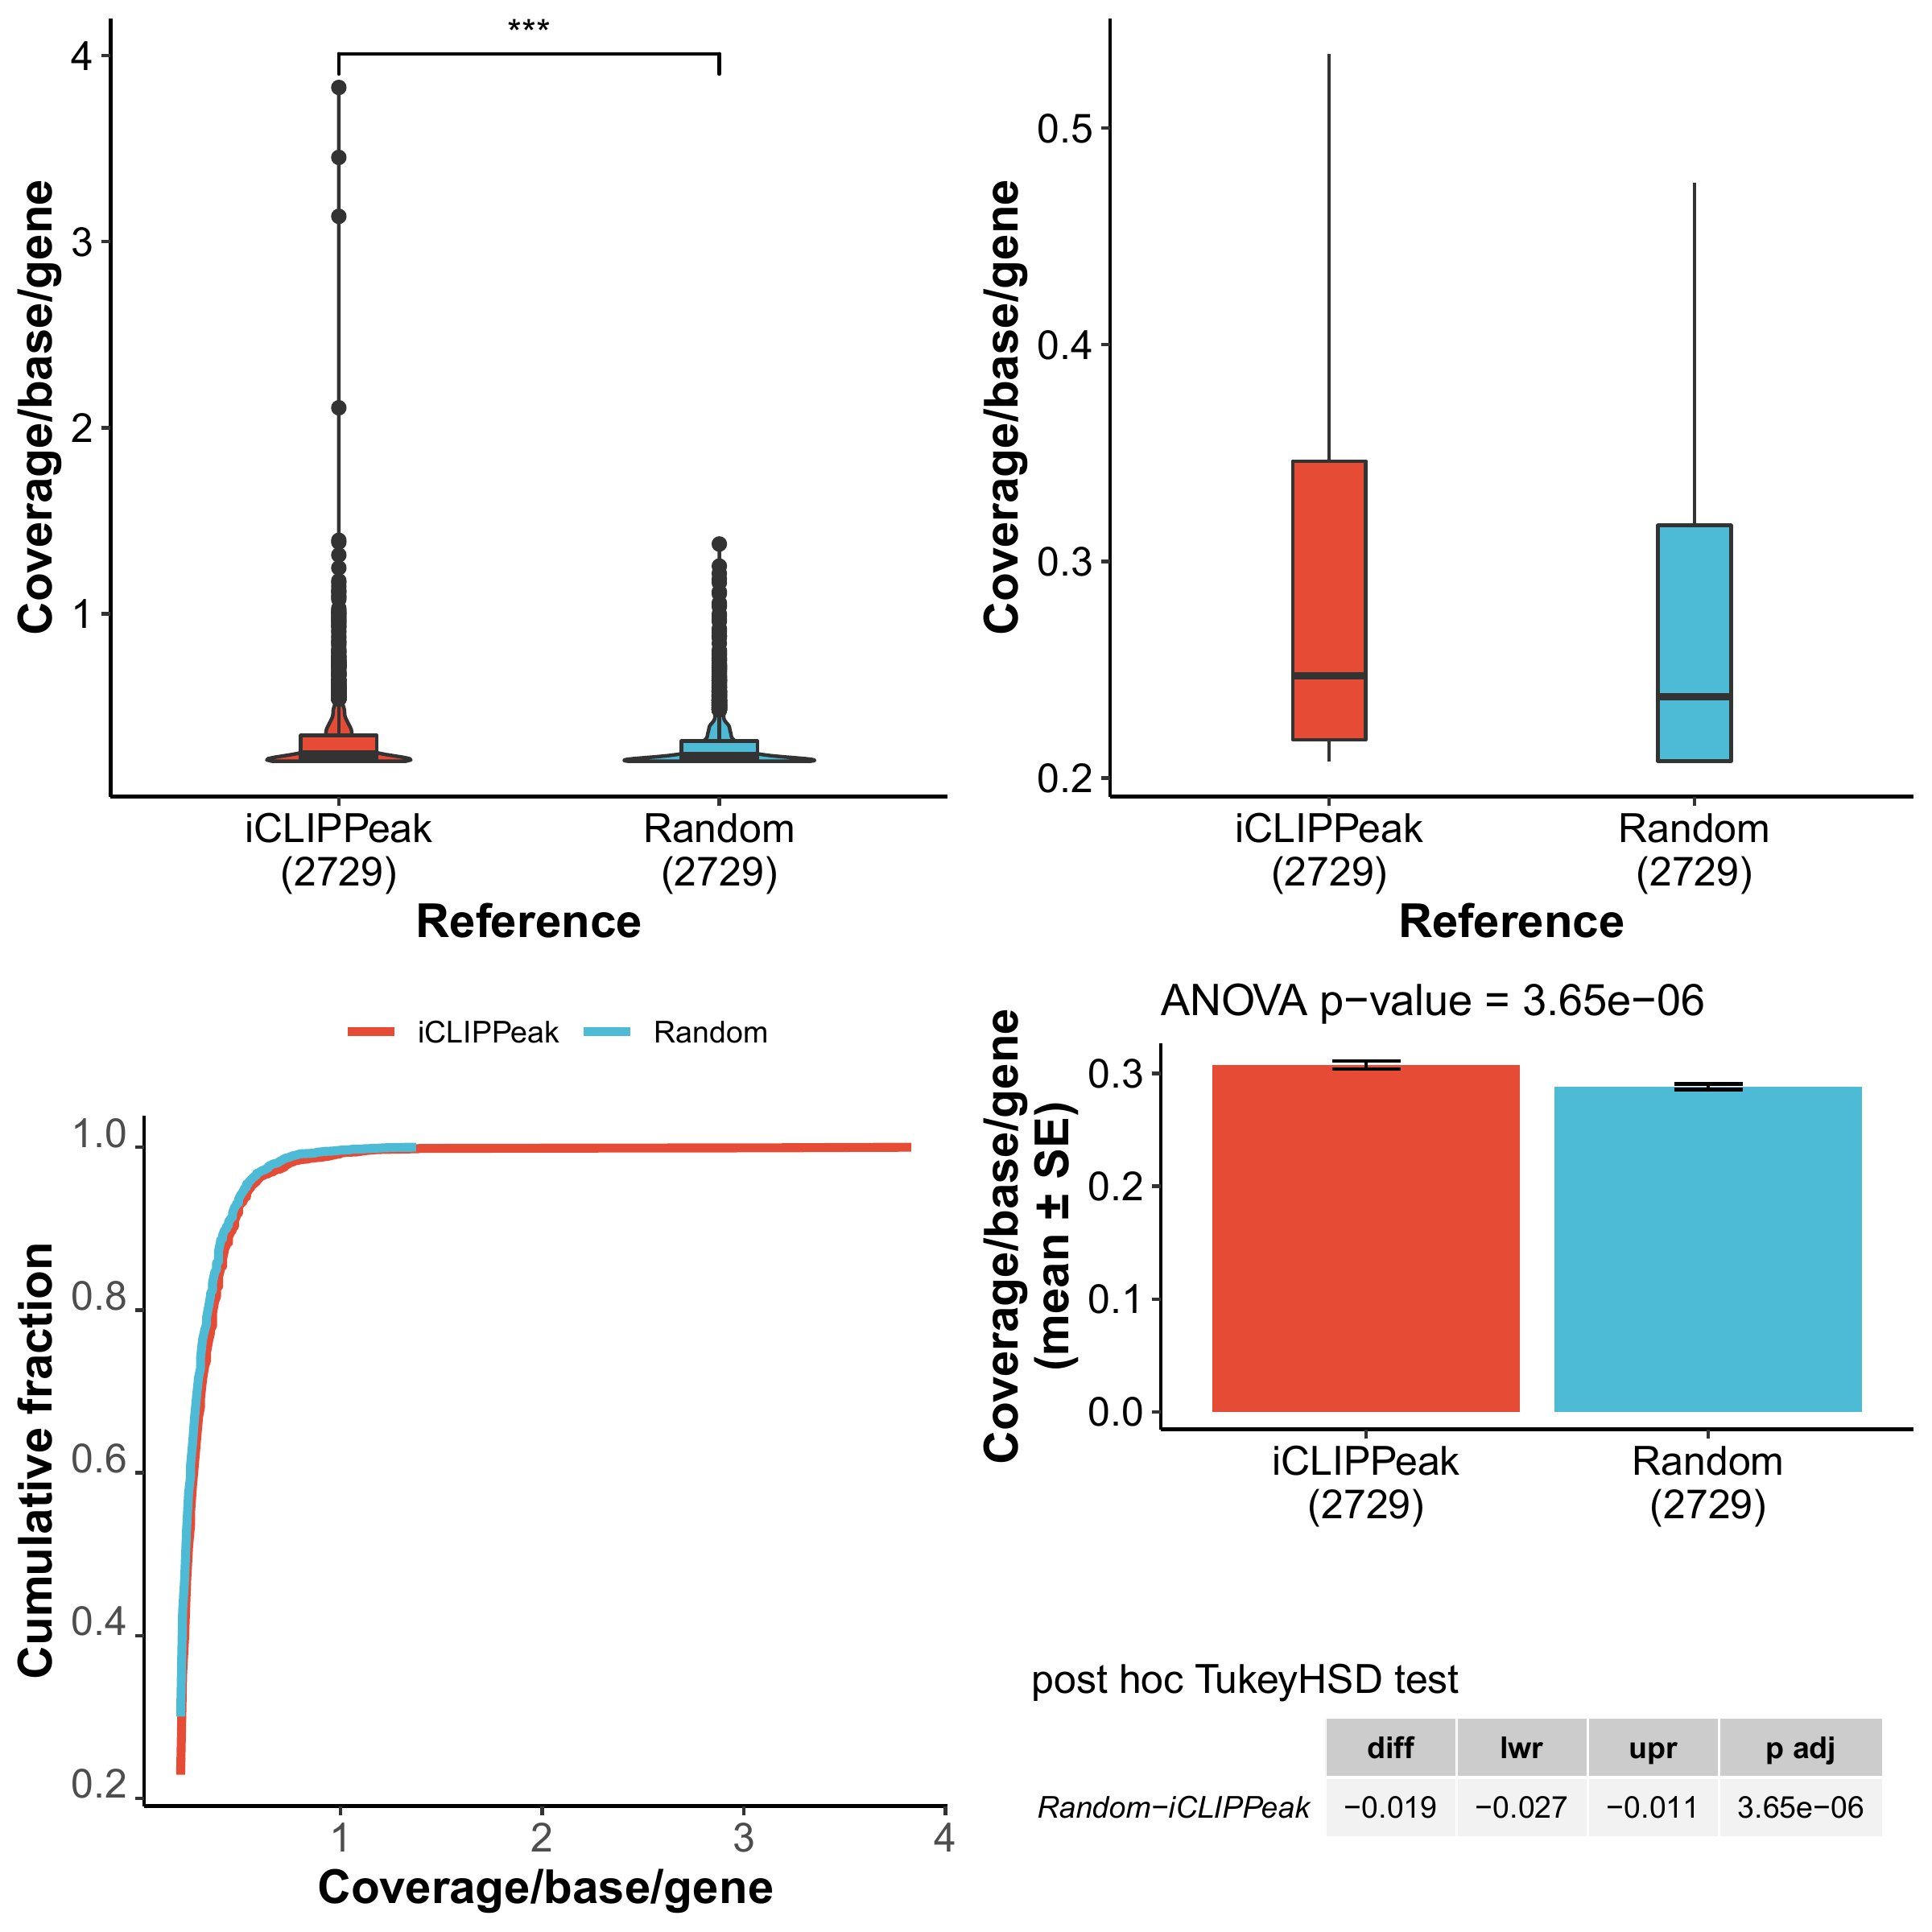 ***
Coverage/base/gene
4
3
2
1
iCLIPPeak
(2729)
Random
(2729)
Reference
Coverage/base/gene
0.5
0.4
0.3
0.2
iCLIPPeak
(2729)
Random
(2729)
Reference
iCLIPPeak
Random
Cumulative fraction
1.0
0.8
0.6
0.4
0.2
1
2
3
4
Coverage/base/gene
ANOVA p−value = 3.65e−06
Coverage/base/gene
(mean ± SE)
0.3
0.2
0.1
0.0
iCLIPPeak
(2729)
Random
(2729)
post hoc TukeyHSD test
diff lwr upr p adj
Random−iCLIPPeak −0.019 −0.027 −0.011 3.65e−06